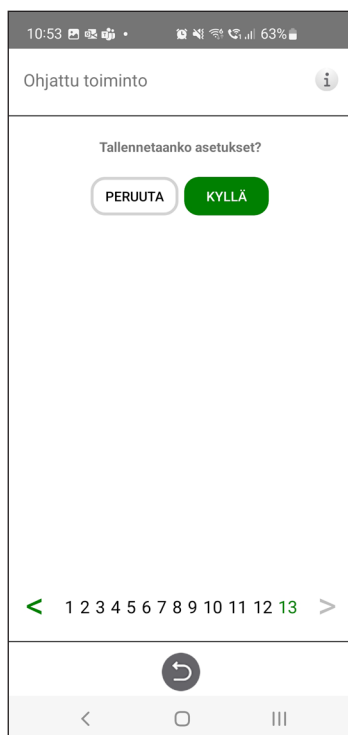 10:53 63%
Ohjattu toiminto i
Tallennetaanko asetukset?
PERUUTA KYLLÄ
< 1 2 3 4 5 6 7 8 9 10 11 12 13 >